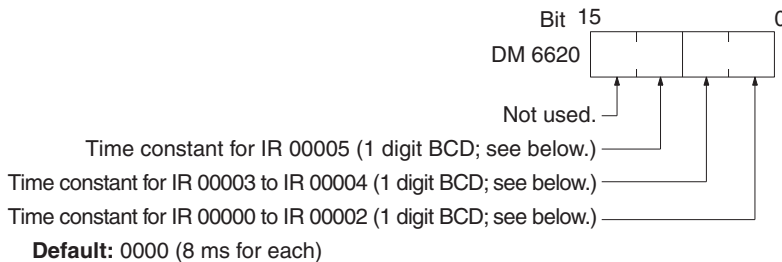 Bit 15 0
DM 6620
Not used.
Time constant for IR 00005 (1 digit BCD; see below.)
Time constant for IR 00003 to IR 00004 (1 digit BCD; see below.)
Time constant for IR 00000 to IR 00002 (1 digit BCD; see below.)
Default: 0000 (8 ms for each)